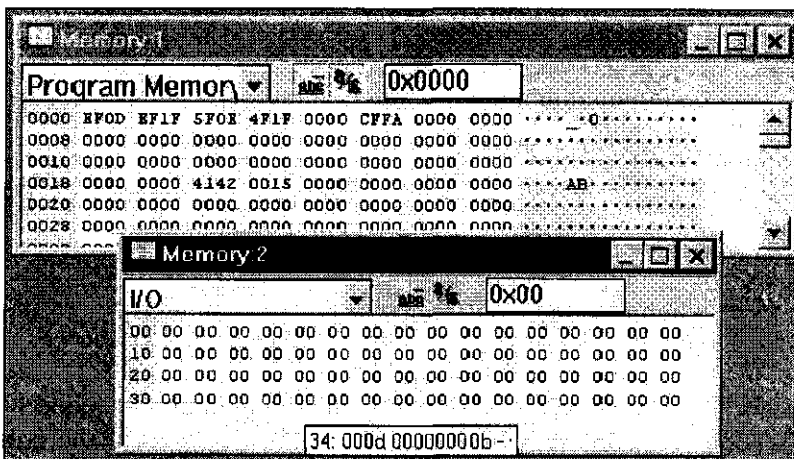 Memory:1
Program Memory
abc
0x0000
0000 EF0D EF1F 5F0E 4F1F 0000 CFFA 0000 0000 ·····_·O··········
0008 0000 0000 0000 0000 0000 0000 0000 0000 ················
0010 0000 0000 0000 0000 0000 0000 0000 0000 ················
0018 0000 0000 4142 0015 0000 0000 0000 0000 ····AB··········
0020 0000 0000 0000 0000 0000 0000 0000 0000 ················
0028 0000 0000 0000 0000 0000 0000 0000 0000
Memory:2
I/O
abc
0x00
00 00 00 00 00 00 00 00 00 00 00 00 00 00 00 00 00
10 00 00 00 00 00 00 00 00 00 00 00 00 00 00 00 00
20 00 00 00 00 00 00 00 00 00 00 00 00 00 00 00 00
30 00 00 00 00 00 00 00 00 00 00 00 00 00 00 00 00
34: 000d 00000000b - ·